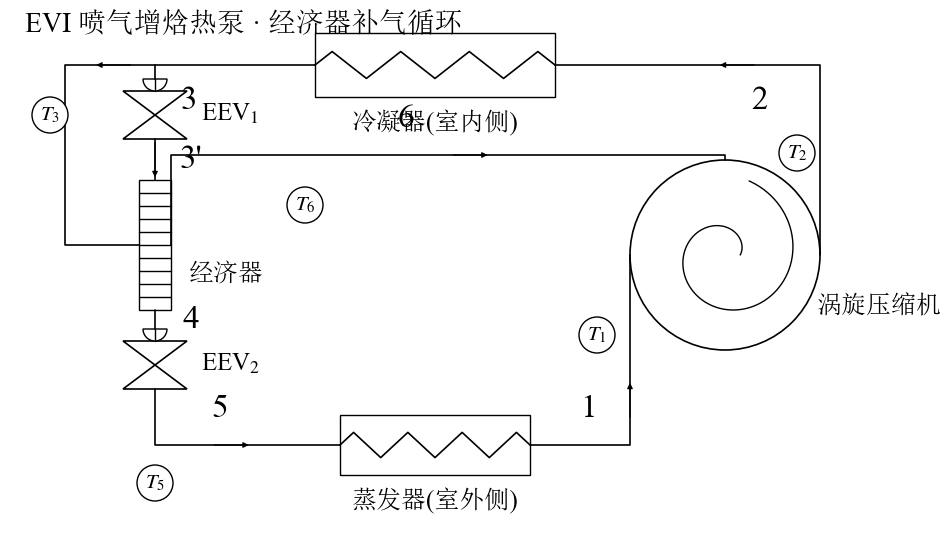 EVI 喷气增焓热泵 · 经济器补气循环
3
2
T3
EEV1
6
冷凝器(室内侧)
3'
T2
T6
经济器
涡旋压缩机
4
T1
EEV2
5
1
T5
蒸发器(室外侧)